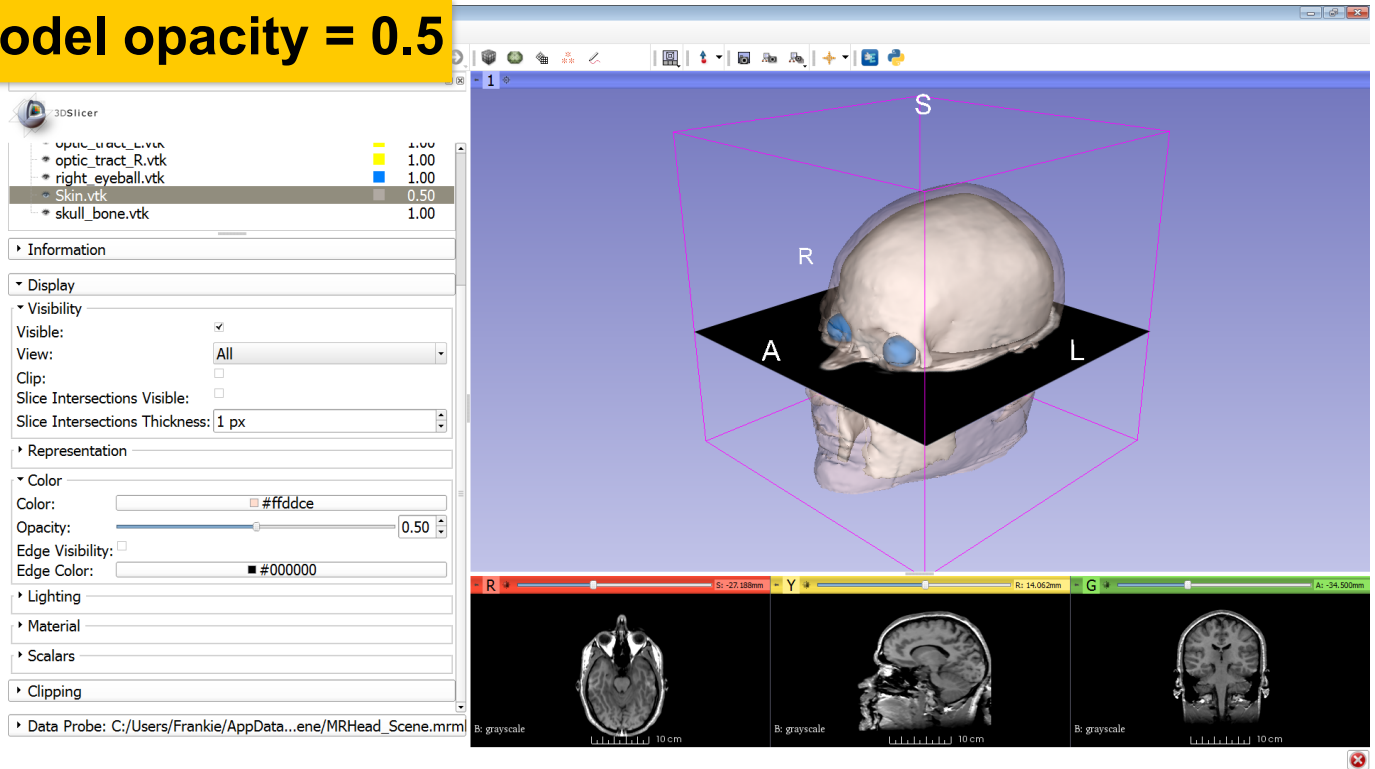 odel opacity = 0.5
1
3DSlicer
optic_tract_L.vtk 1.00
optic_tract_R.vtk 1.00
right_eyeball.vtk 1.00
Skin.vtk 0.50
skull_bone.vtk 1.00
Information
Display
Visibility
Visible:
View: All
Clip:
Slice Intersections Visible:
Slice Intersections Thickness: 1 px
Representation
Color
Color: #ffddce
Opacity: 0.50
Edge Visibility:
Edge Color: #000000
Lighting
Material
Scalars
Clipping
Data Probe: C:/Users/Frankie/AppData...ene/MRHead_Scene.mrml
S
R
A
L
R S: -27.188mm
Y R: 14.062mm
G A: -34.500mm
B: grayscale
10 cm
B: grayscale
10 cm
B: grayscale
10 cm